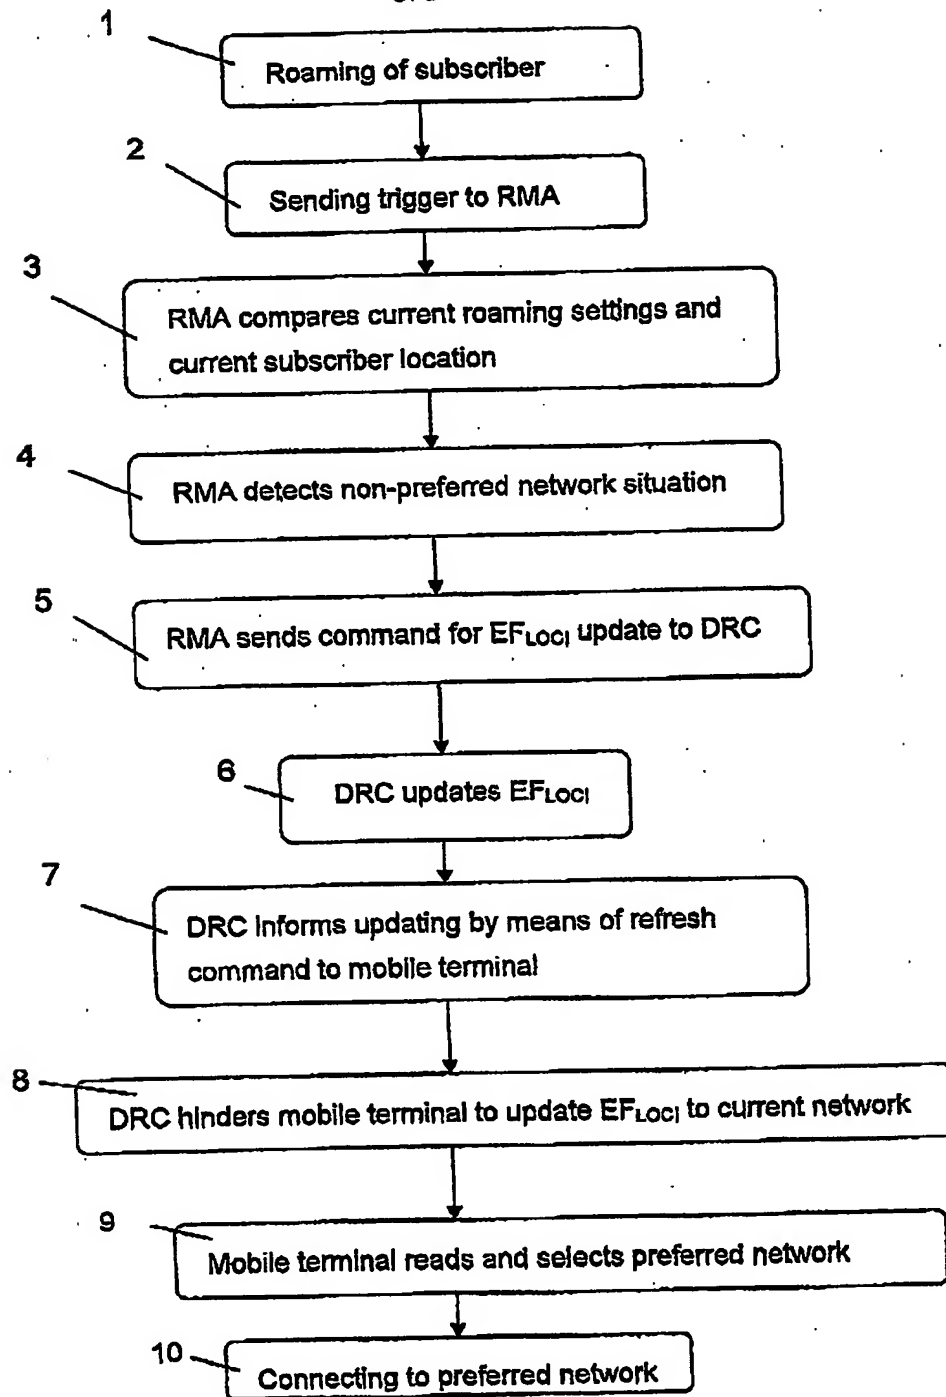 1
Roaming of subscriber
2
Sending trigger to RMA
3
RMA compares current roaming settings and
current subscriber location
4
RMA detects non-preferred network situation
5
RMA sends command for EFLOCI update to DRC
6
DRC updates EFLOCI
7
DRC informs updating by means of refresh
command to mobile terminal
8
DRC hinders mobile terminal to update EFLOCI to current network
9
Mobile terminal reads and selects preferred network
10
Connecting to preferred network